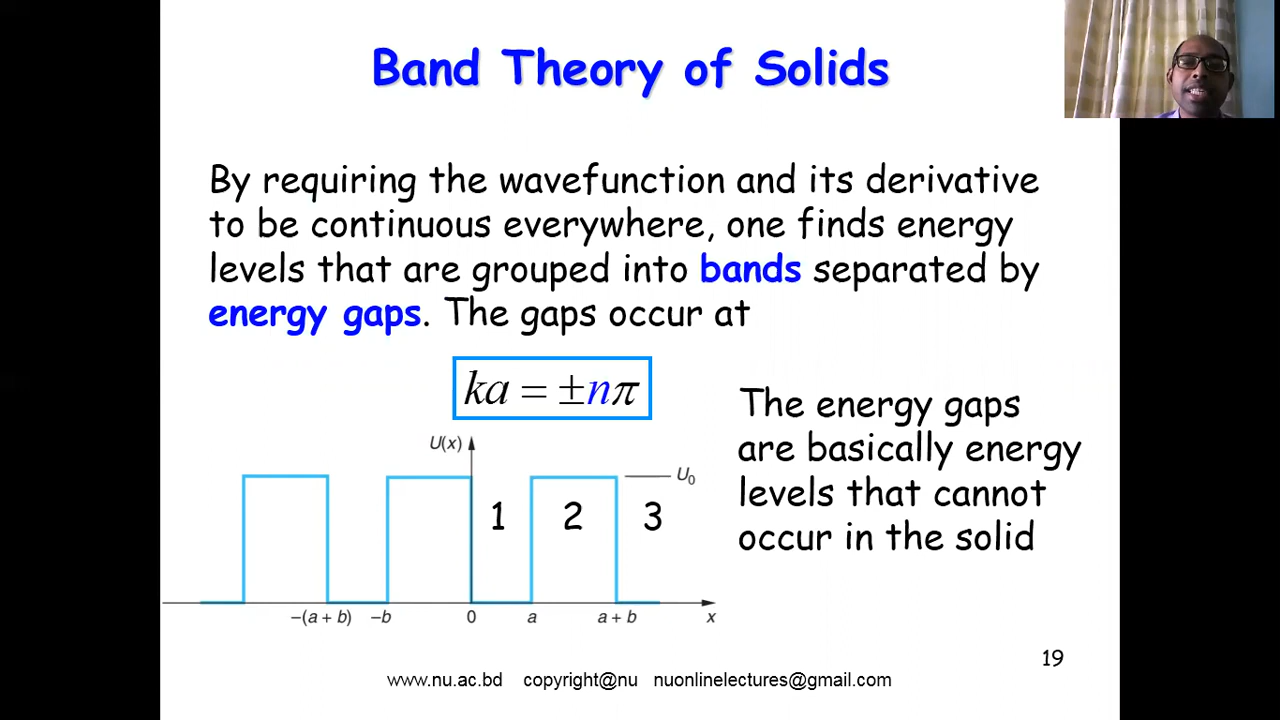 Band Theory of Solids
By requiring the wavefunction and its derivative
to be continuous everywhere, one finds energy
levels that are grouped into bands separated by
energy gaps. The gaps occur at
ka = ±nπ
The energy gaps
are basically energy
levels that cannot
occur in the solid
U(x)
U₀
1 2 3
−(a + b) −b 0 a a + b x
19
www.nu.ac.bd copyright@nu nuonlinelectures@gmail.com